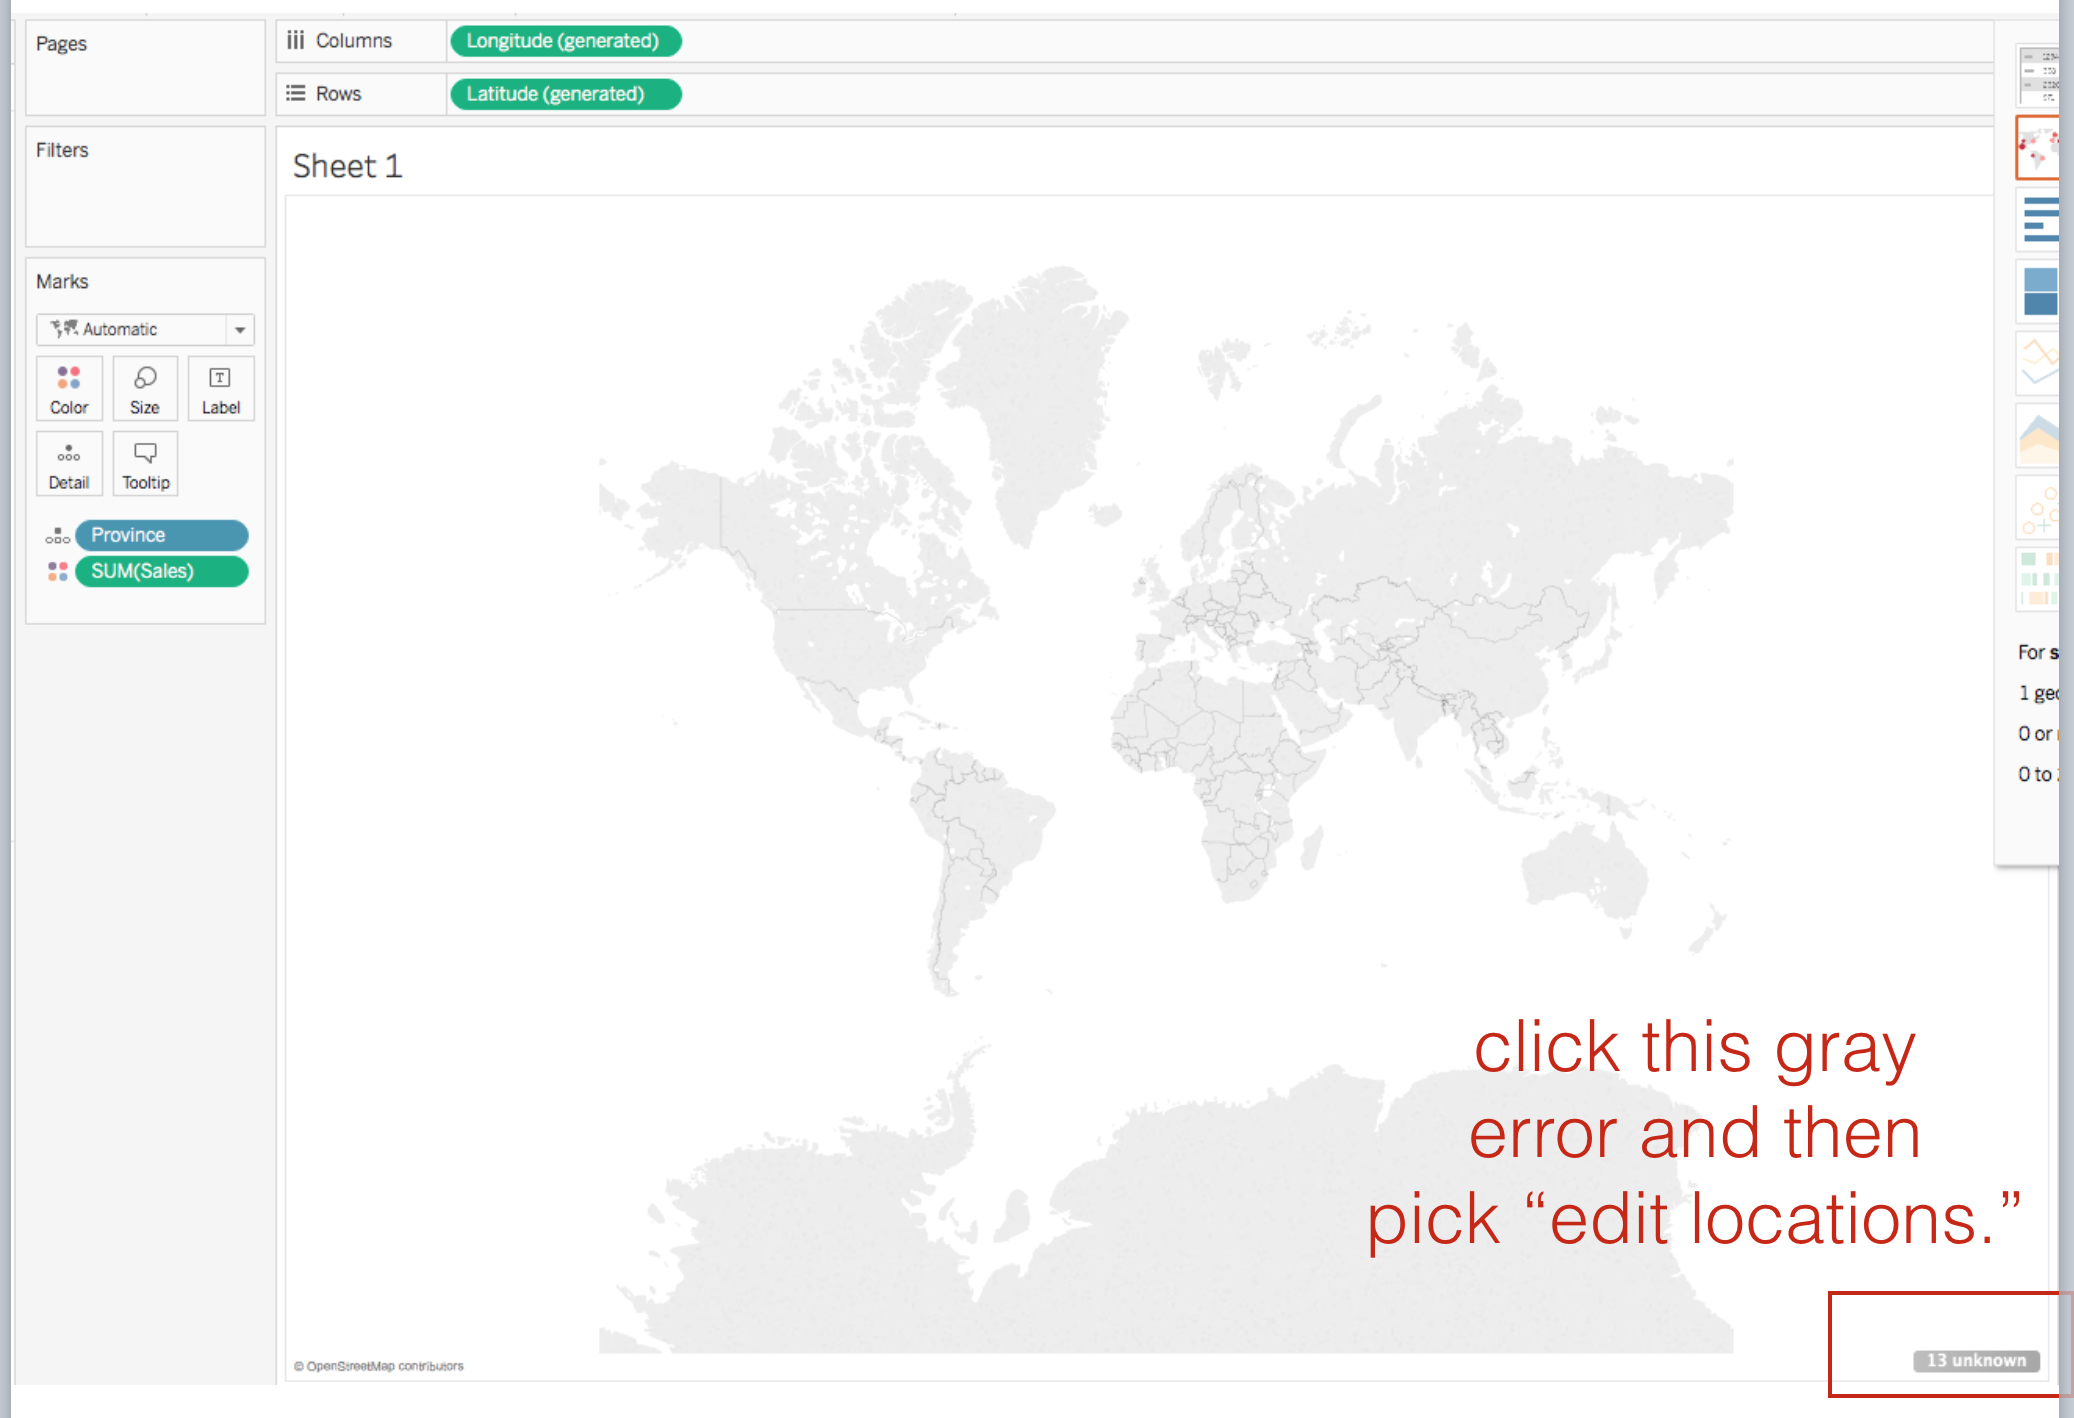 Pages
Columns
Longitude (generated)
Rows
Latitude (generated)
Filters
Sheet 1
Marks
Automatic
Color
Size
T
Label
Detail
Tooltip
Province
SUM(Sales)
For s
1 geo
0 or
0 to
click this gray
error and then
pick “edit locations.”
© OpenStreetMap contributors
13 unknown